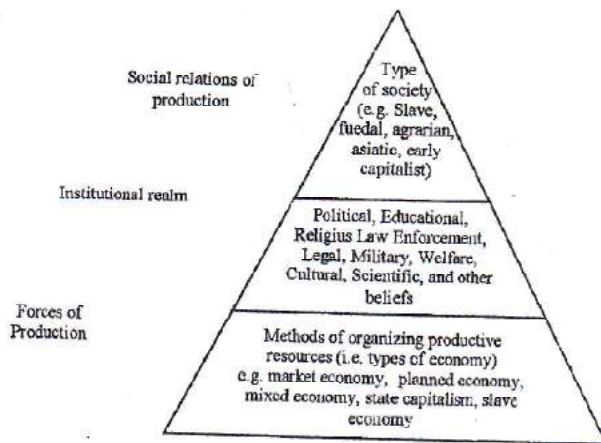 Social relations of
production
Type
of society
(e.g. Slave,
fuedal, agrarian,
asiatic, early
capitalist)
Institutional realm
Political, Educational,
Religius Law Enforcement,
Legal, Military, Welfare,
Cultural, Scientific, and other
beliefs
Forces of
Production
Methods of organizing productive
resources (i.e. types of economy)
e.g. market economy, planned economy,
mixed economy, state capitalism, slave
economy